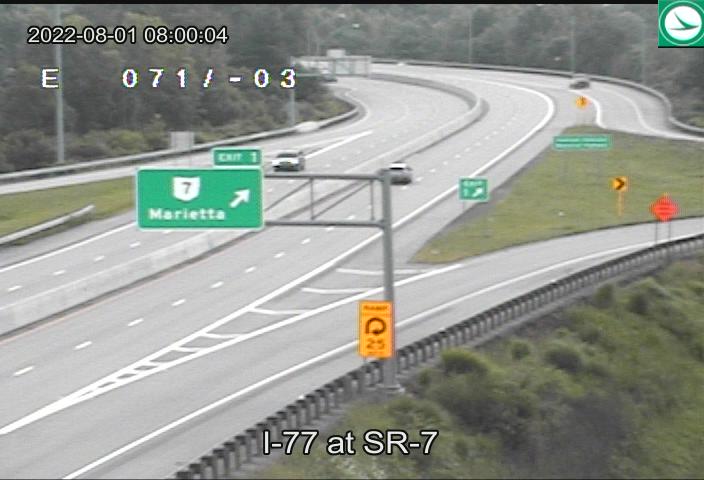 2022-08-01 08:00:04
E 071/-03
EXIT 1
7
Marietta
EXIT
1
RAMP
25
I-77 at SR-7